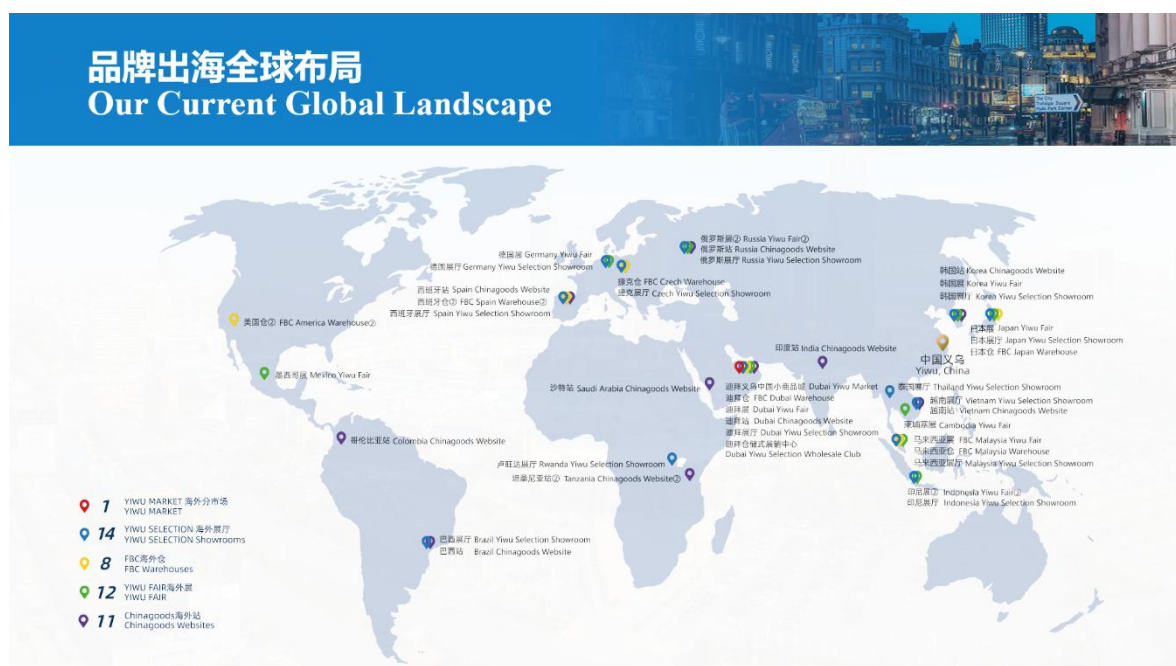 品牌出海全球布局
Our Current Global Landscape
The City
Trafalgar Square
Hyde Park Corner
俄罗斯展② Russia Yiwu Fair②
俄罗斯站 Russia Chinagoods Website
俄罗斯展厅 Russia Yiwu Selection Showroom
德国展 Germany Yiwu Fair
德国展厅 Germany Yiwu Selection Showroom
捷克仓 FBC Czech Warehouse
捷克展厅 Czech Yiwu Selection Showroom
西班牙站 Spain Chinagoods Website
西班牙仓② FBC Spain Warehouse②
西班牙展厅 Spain Yiwu Selection Showroom
韩国站 Korea Chinagoods Website
韩国展 Korea Yiwu Fair
韩国展厅 Korea Yiwu Selection Showroom
美国仓② FBC America Warehouse②
日本展 Japan Yiwu Fair
日本展厅 Japan Yiwu Selection Showroom
日本仓 FBC Japan Warehouse
中国义乌
Yiwu, China
印度站 India Chinagoods Website
墨西哥展 Mexico Yiwu Fair
沙特站 Saudi Arabia Chinagoods Website
迪拜义乌中国小商品城 Dubai Yiwu Market
迪拜仓 FBC Dubai Warehouse
迪拜展 Dubai Yiwu Fair
迪拜站 Dubai Chinagoods Website
迪拜展厅 Dubai Yiwu Selection Showroom
迪拜仓储式展销中心
Dubai Yiwu Selection Wholesale Club
泰国展厅 Thailand Yiwu Selection Showroom
越南展厅 Vietnam Yiwu Selection Showroom
越南站 Vietnam Chinagoods Website
柬埔寨展 Cambodia Yiwu Fair
马来西亚展 FBC Malaysia Yiwu Fair
马来西亚仓 FBC Malaysia Warehouse
马来西亚展厅 Malaysia Yiwu Selection Showroom
印尼展② Indonesia Yiwu Fair②
印尼展厅 Indonesia Yiwu Selection Showroom
哥伦比亚站 Colombia Chinagoods Website
卢旺达展厅 Rwanda Yiwu Selection Showroom
坦桑尼亚站② Tanzania Chinagoods Website②
巴西展厅 Brazil Yiwu Selection Showroom
巴西站 Brazil Chinagoods Website
1 YIWU MARKET 海外分市场
YIWU MARKET
14 YIWU SELECTION 海外展厅
YIWU SELECTION Showrooms
8 FBC海外仓
FBC Warehouses
12 YIWU FAIR海外展
YIWU FAIR
11 Chinagoods海外站
Chinagoods Websites